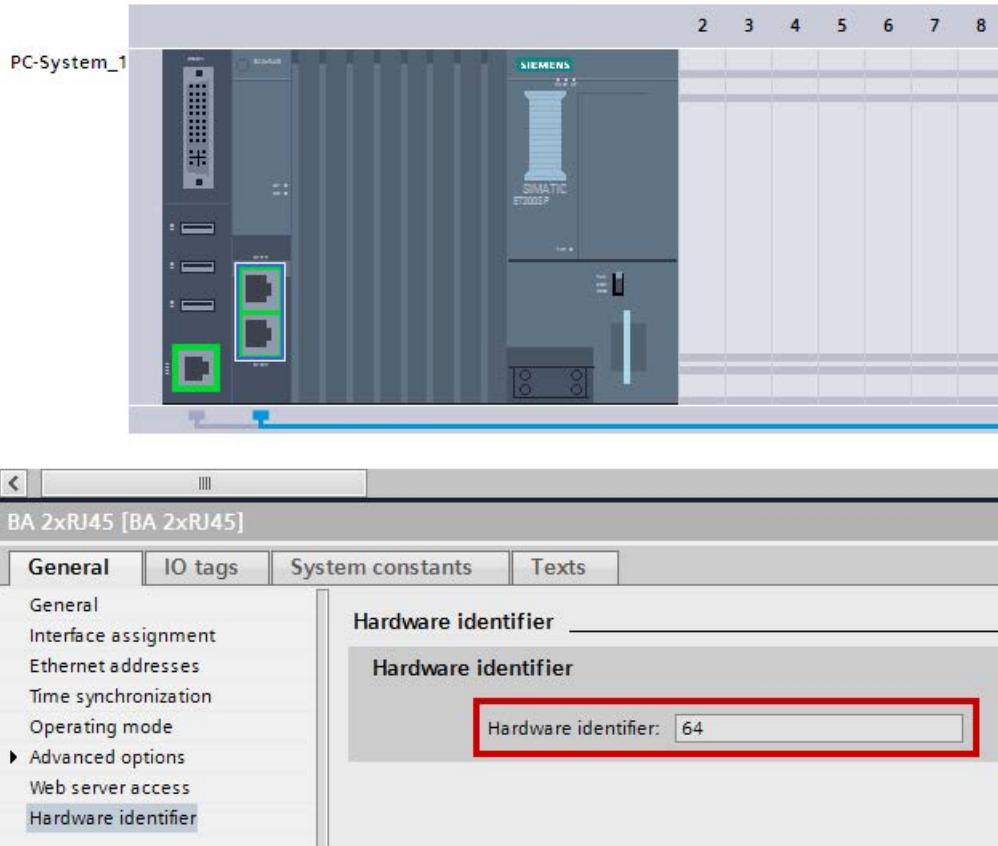 2 3 4 5 6 7 8
PC-System_1
SIEMENS
SIMATIC
ET200SP
BA 2xRJ45 [BA 2xRJ45]
General IO tags System constants Texts
General
Interface assignment
Ethernet addresses
Time synchronization
Operating mode
Advanced options
Web server access
Hardware identifier
Hardware identifier
Hardware identifier
Hardware identifier: 64